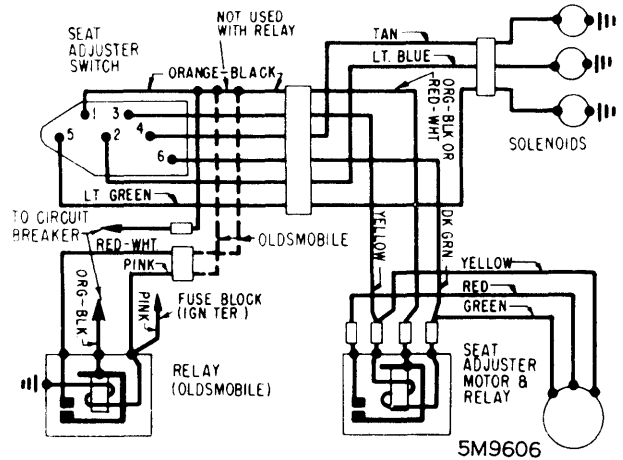 NOT USED
WITH RELAY
TAN
SEAT
ADJUSTER
SWITCH
LT. BLUE
ORANGE-BLACK
ORG-BLK OR
RED-WHT
1
3
5
2
4
6
SOLENOIDS
LT GREEN
TO CIRCUIT
BREAKER
RED-WHT
OLDSMOBILE
YELLOW
DK GRN
PINK
YELLOW
RED
GREEN
ORG-BLK
PINK
FUSE BLOCK
(IGN TER.)
RELAY
(OLDSMOBILE)
SEAT
ADJUSTER
MOTOR &
RELAY
5M9606